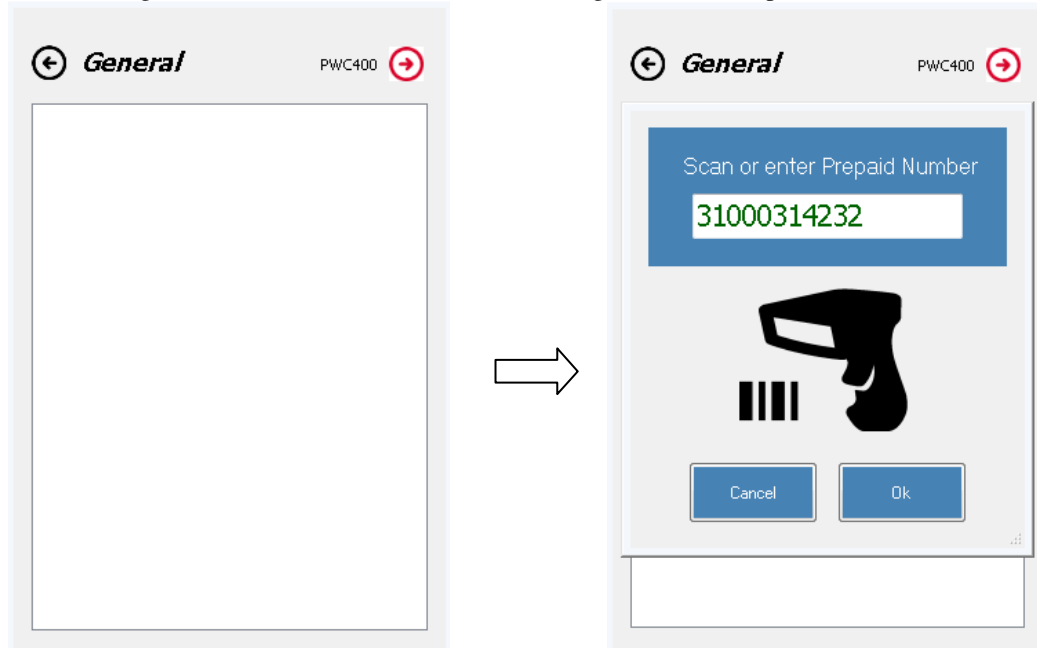 General PWC400
General PWC400
Scan or enter Prepaid Number
31000314232
Cancel Ok